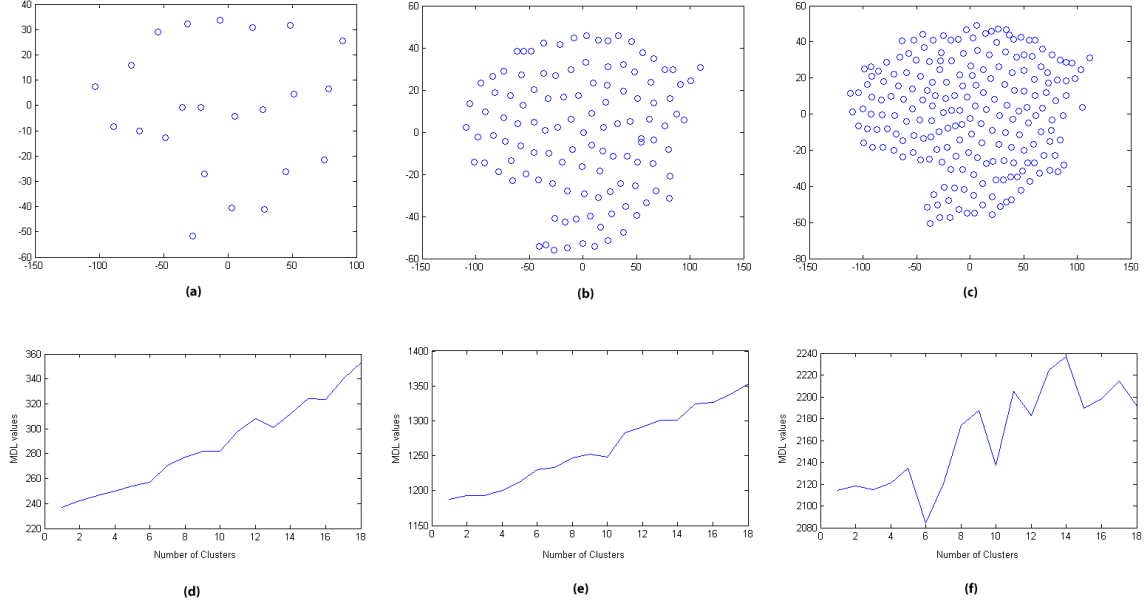 40
30
20
10
0
-10
-20
-30
-40
-50
-60
-150 -100 -50 0 50 100
(a)
60
40
20
0
-20
-40
-60
-150 -100 -50 0 50 100 150
(b)
60
40
20
0
-20
-40
-60
-80
-150 -100 -50 0 50 100 150
(c)
360
340
320
300
280
260
240
220
MDL values
0 2 4 6 8 10 12 14 16 18
Number of Clusters
(d)
1400
1350
1300
1250
1200
1150
MDL values
0 2 4 6 8 10 12 14 16 18
Number of Clusters
(e)
2240
2220
2200
2180
2160
2140
2120
2100
2080
MDL values
0 2 4 6 8 10 12 14 16 18
Number of Clusters
(f)